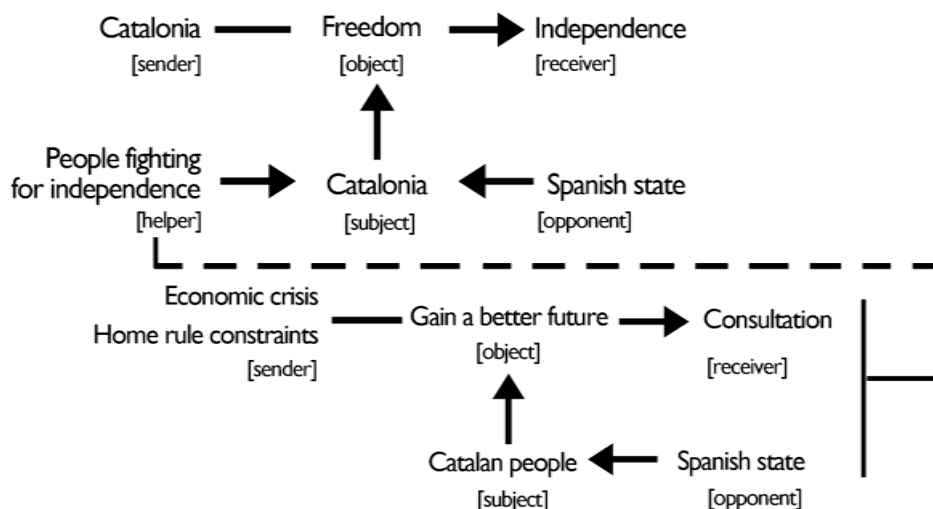 Catalonia Freedom Independence
[sender] [object] [receiver]
People fighting
for independence Catalonia Spanish state
[helper] [subject] [opponent]
Economic crisis
Home rule constraints Gain a better future Consultation
[sender] [object] [receiver]
Catalan people Spanish state
[subject] [opponent]